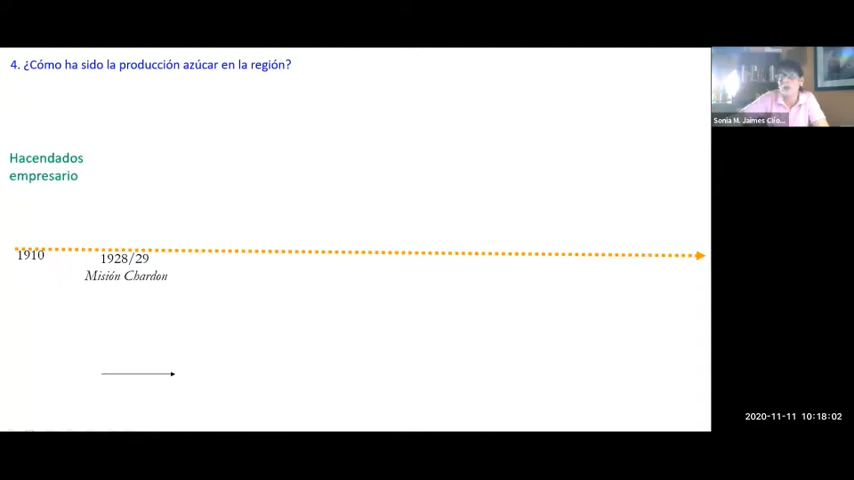 4. ¿Cómo ha sido la producción azúcar en la región?
Sonia M. Jaimes Clío...
Hacendados
empresario
1910
1928/29
Misión Chardon
2020-11-11 10:18:02